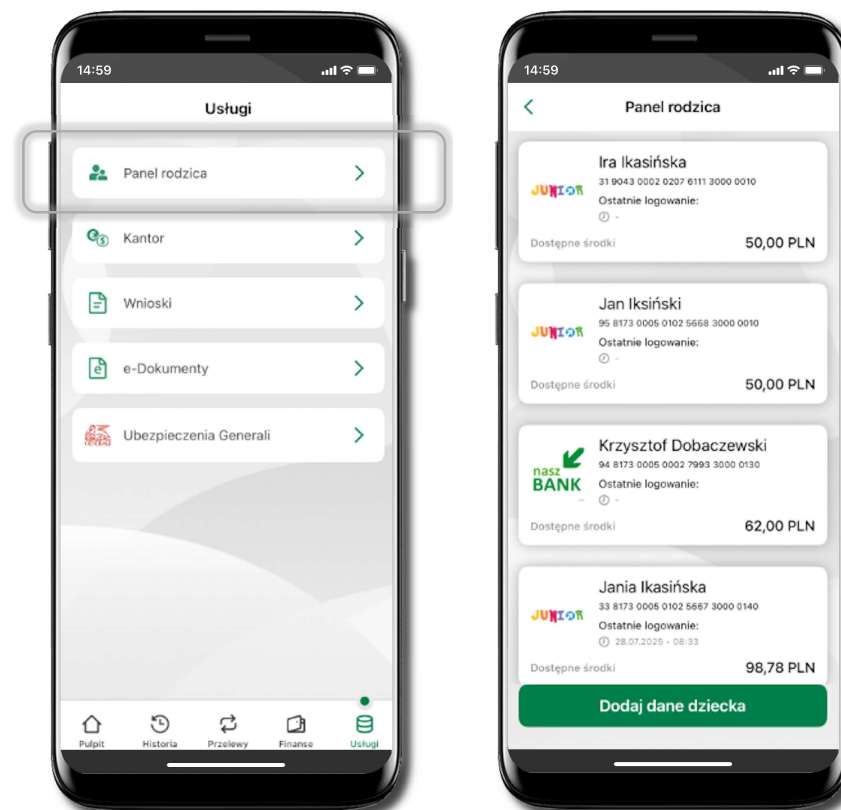 14:59
Usługi
Panel rodzica
Kantor
Wnioski
e-Dokumenty
Ubezpieczenia Generali
Pulpit
Historia
Przelewy
Finanse
Usługi
14:59
Panel rodzica
JUNIOR
Ira Ikasińska
31 9043 0002 0207 6111 3000 0010
Ostatnie logowanie:
-
Dostępne środki
50,00 PLN
JUNIOR
Jan Iksiński
95 8173 0005 0102 5668 3000 0010
Ostatnie logowanie:
-
Dostępne środki
50,00 PLN
nasz
BANK
Krzysztof Dobaczewski
94 8173 0005 0002 7993 3000 0130
Ostatnie logowanie:
-
Dostępne środki
62,00 PLN
JUNIOR
Jania Ikasińska
33 8173 0005 0102 5667 3000 0140
Ostatnie logowanie:
28.07.2025 - 08:33
Dostępne środki
98,78 PLN
Dodaj dane dziecka